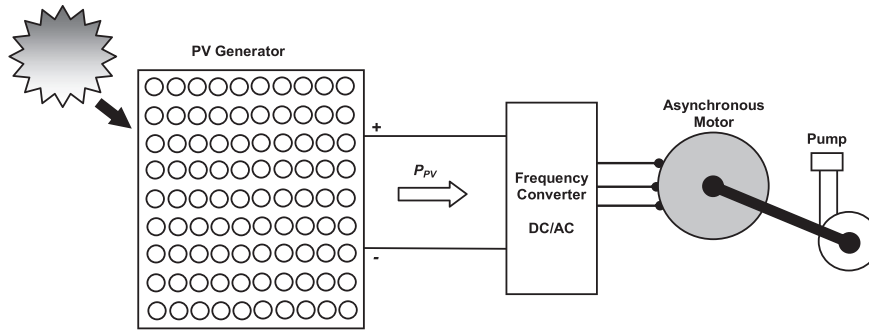 PV Generator
+
P_PV
-
Frequency
Converter
DC/AC
Asynchronous
Motor
Pump